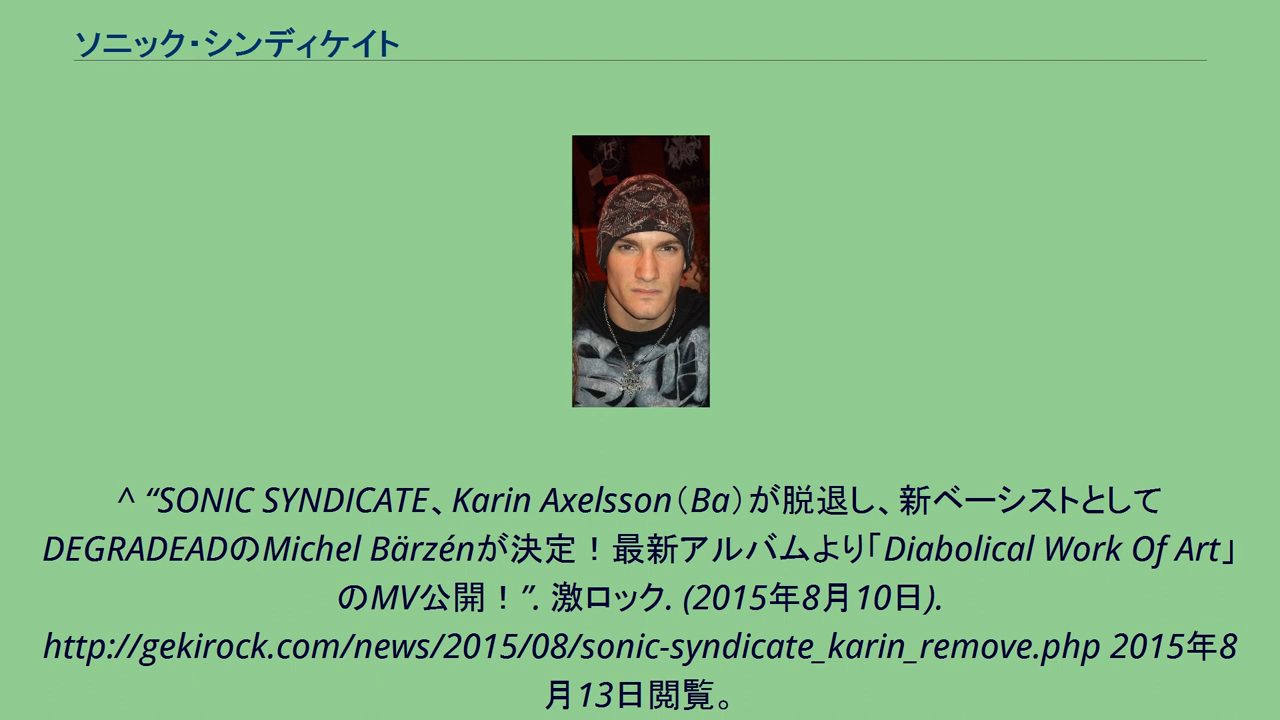 ソニック・シンディケイト
^ “SONIC SYNDICATE、Karin Axelsson（Ba）が脱退し、新ベーシストとして
DEGRADEADのMichel Bärzénが決定！最新アルバムより「Diabolical Work Of Art」
のMV公開！”. 激ロック. (2015年8月10日).
http://gekirock.com/news/2015/08/sonic-syndicate_karin_remove.php 2015年8
月13日閲覧。